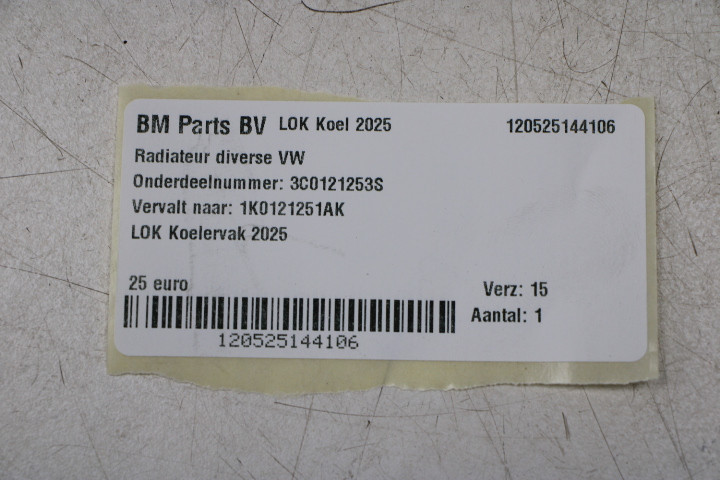 BM Parts BV LOK Koel 2025 120525144106
Radiateur diverse VW
Onderdeelnummer: 3C0121253S
Vervalt naar: 1K0121251AK
LOK Koelervak 2025
25 euro
Verz: 15
Aantal: 1
120525144106